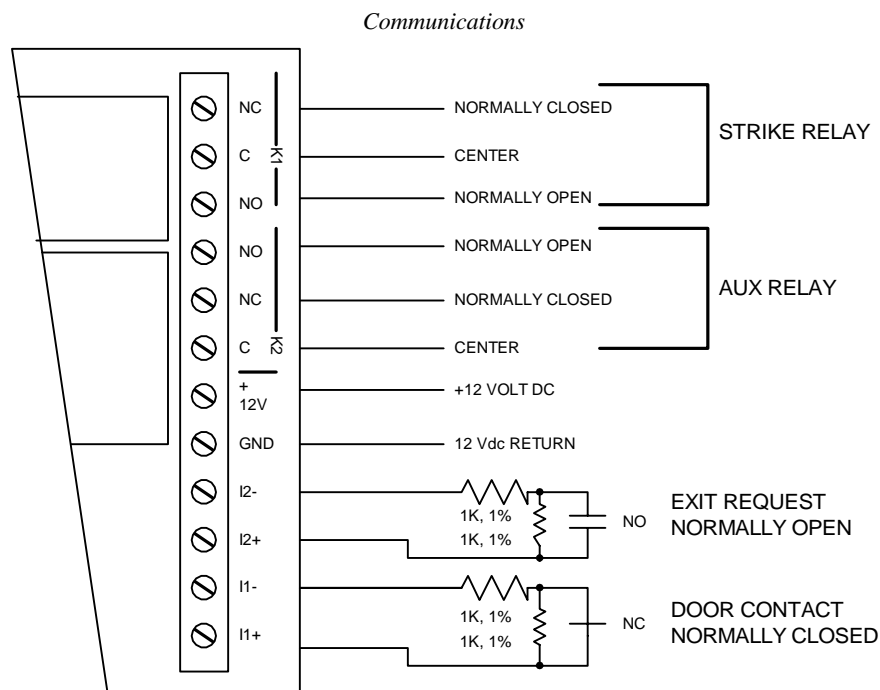 Communications
NC
NORMALLY CLOSED
STRIKE RELAY
C
K1
CENTER
NO
NORMALLY OPEN
NO
NORMALLY OPEN
AUX RELAY
NC
NORMALLY CLOSED
C
K2
CENTER
+
12V
+12 VOLT DC
GND
12 Vdc RETURN
I2-
1K, 1%
1K, 1%
NO
EXIT REQUEST
NORMALLY OPEN
I2+
I1-
1K, 1%
1K, 1%
NC
DOOR CONTACT
NORMALLY CLOSED
I1+